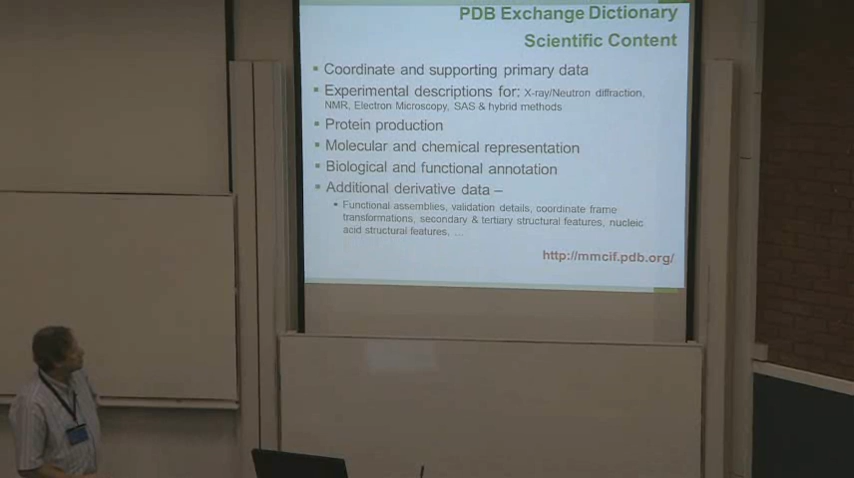 PDB Exchange Dictionary
Scientific Content
▪ Coordinate and supporting primary data
▪ Experimental descriptions for: X-ray/Neutron diffraction,
NMR, Electron Microscopy, SAS & hybrid methods
▪ Protein production
▪ Molecular and chemical representation
▪ Biological and functional annotation
▪ Additional derivative data –
▪ Functional assemblies, validation details, coordinate frame
transformations, secondary & tertiary structural features, nucleic
acid structural features, …
http://mmcif.pdb.org/